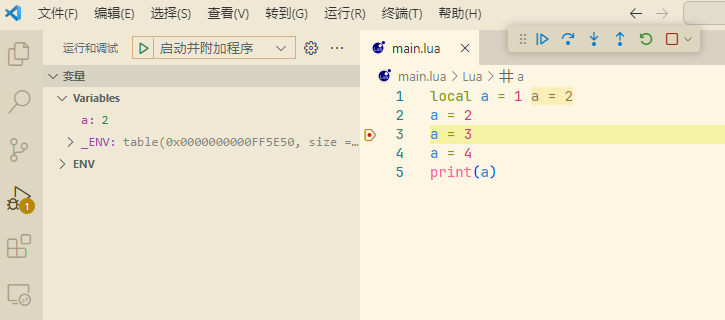 文件(F) 编辑(E) 选择(S) 查看(V) 转到(G) 运行(R) 终端(T) 帮助(H)
运行和调试 启动并附加程序
变量
Variables
a: 2
_ENV: table(0x0000000000FF5E50, size =…
ENV
1
main.lua
main.lua > Lua > a
1 local a = 1 a = 2
2 a = 2
3 a = 3
4 a = 4
5 print(a)